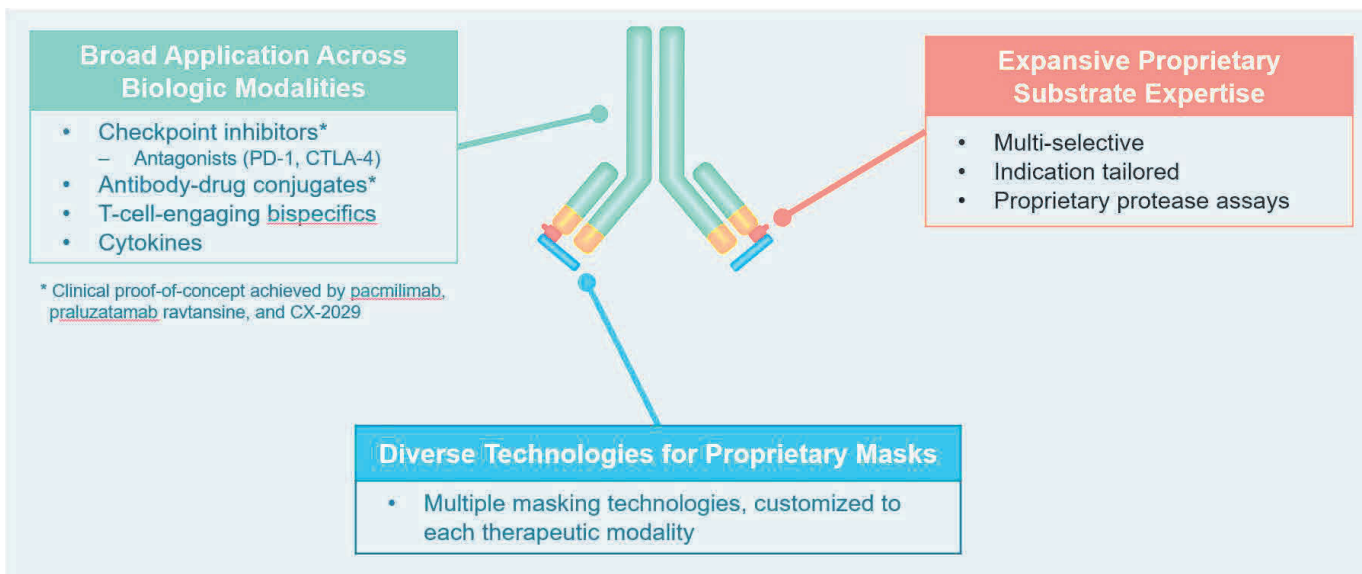 Broad Application Across
Biologic Modalities
• Checkpoint inhibitors*
– Antagonists (PD-1, CTLA-4)
• Antibody-drug conjugates*
• T-cell-engaging bispecifics
• Cytokines
* Clinical proof-of-concept achieved by pacmilimab,
praluzatamab ravtansine, and CX-2029
Expansive Proprietary
Substrate Expertise
• Multi-selective
• Indication tailored
• Proprietary protease assays
Diverse Technologies for Proprietary Masks
• Multiple masking technologies, customized to
each therapeutic modality